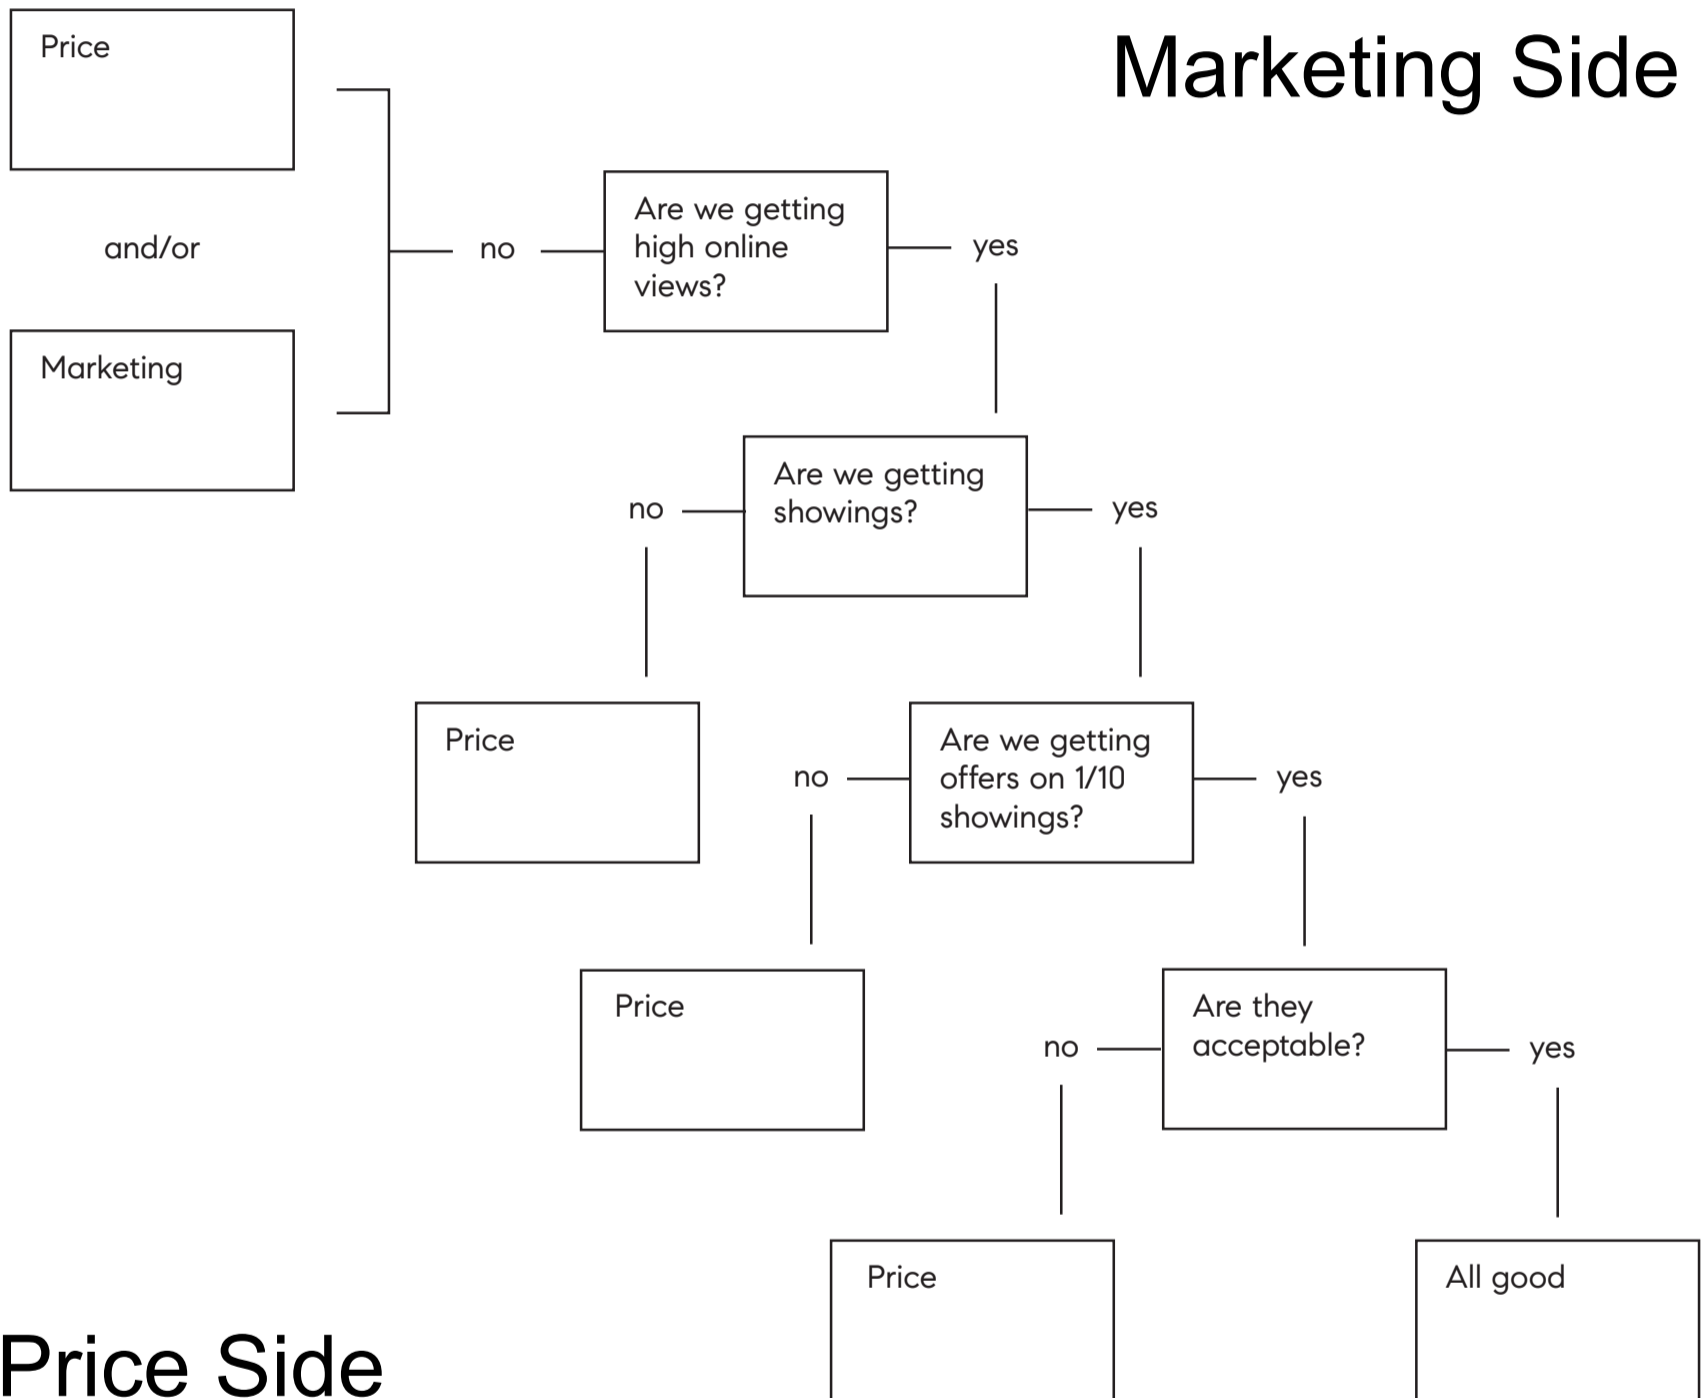 Price
Marketing Side
and/or
no
Are we getting
high online
views?
yes
Marketing
no
Are we getting
showings?
yes
Price
no
Are we getting
offers on 1/10
showings?
yes
Price
no
Are they
acceptable?
yes
Price
All good
Price Side